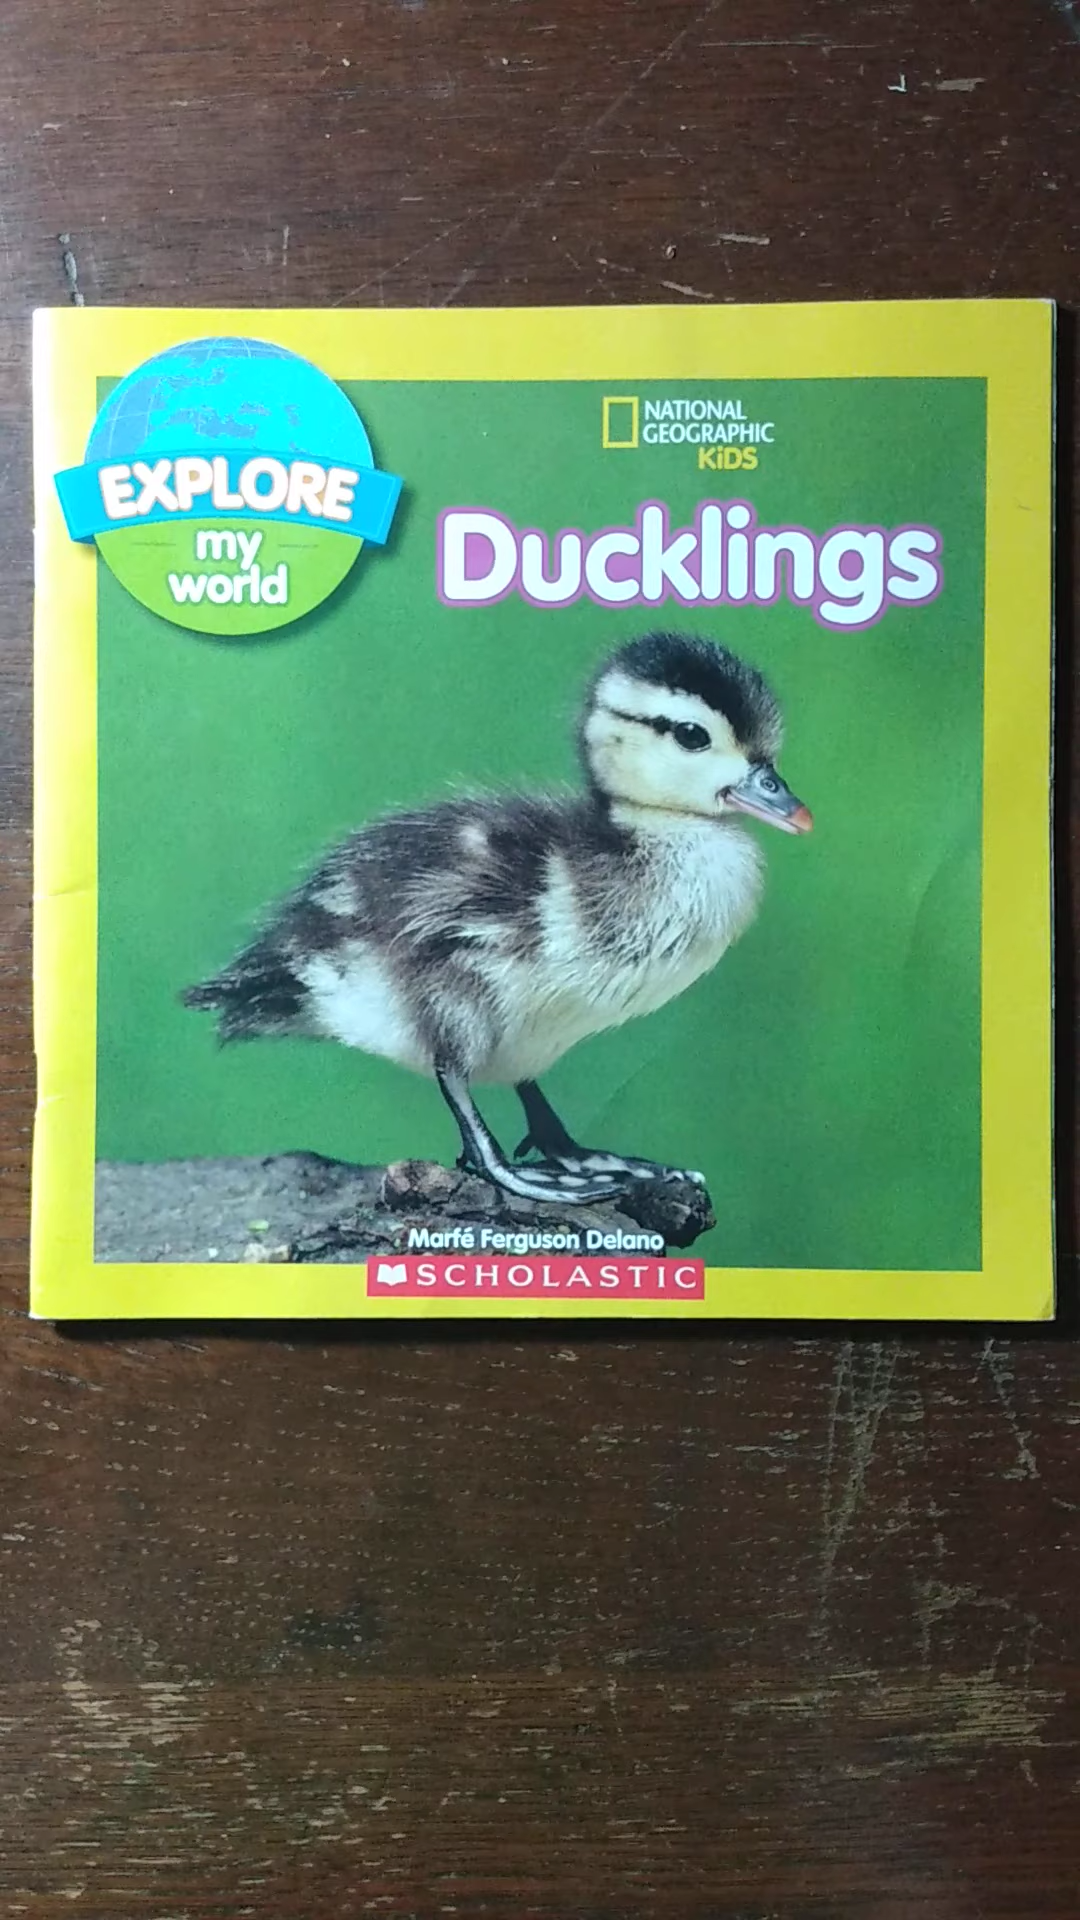 EXPLORE
my
world
NATIONAL
GEOGRAPHIC
KiDS
Ducklings
Marfé Ferguson Delano
SCHOLASTIC